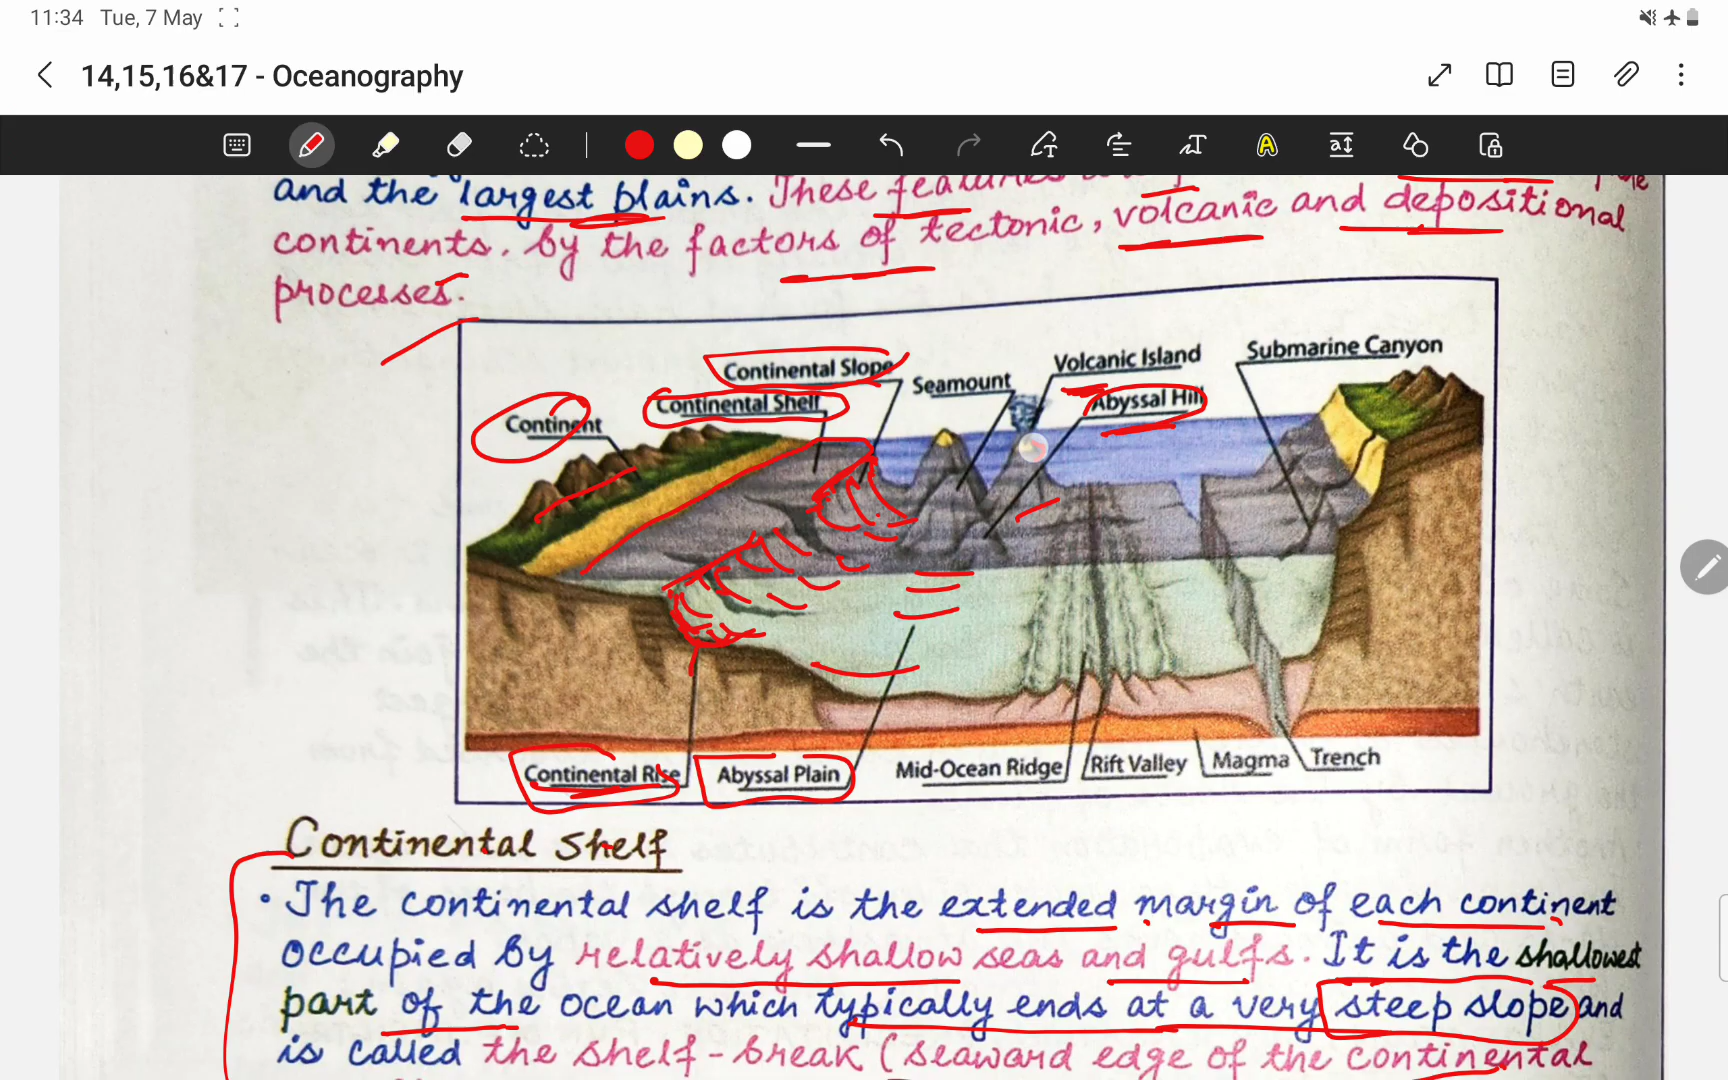 11:34 Tue, 7 May
14,15,16&17 - Oceanography
and the largest plains. These features
continents. by the factors of tectonic, volcanic and depositional
processes.
Continental Slope
Volcanic Island
Submarine Canyon
Seamount
Continental Shelf
Abyssal Hill
Continent
Continental Rise
Abyssal Plain
Mid-Ocean Ridge
Rift Valley
Magma
Trench
Continental Shelf
• The continental shelf is the extended margin of each continent
occupied by relatively shallow seas and gulfs. It is the shallowest
part of the ocean which typically ends at a very steep slope and
is called the shelf-break (seaward edge of the continental